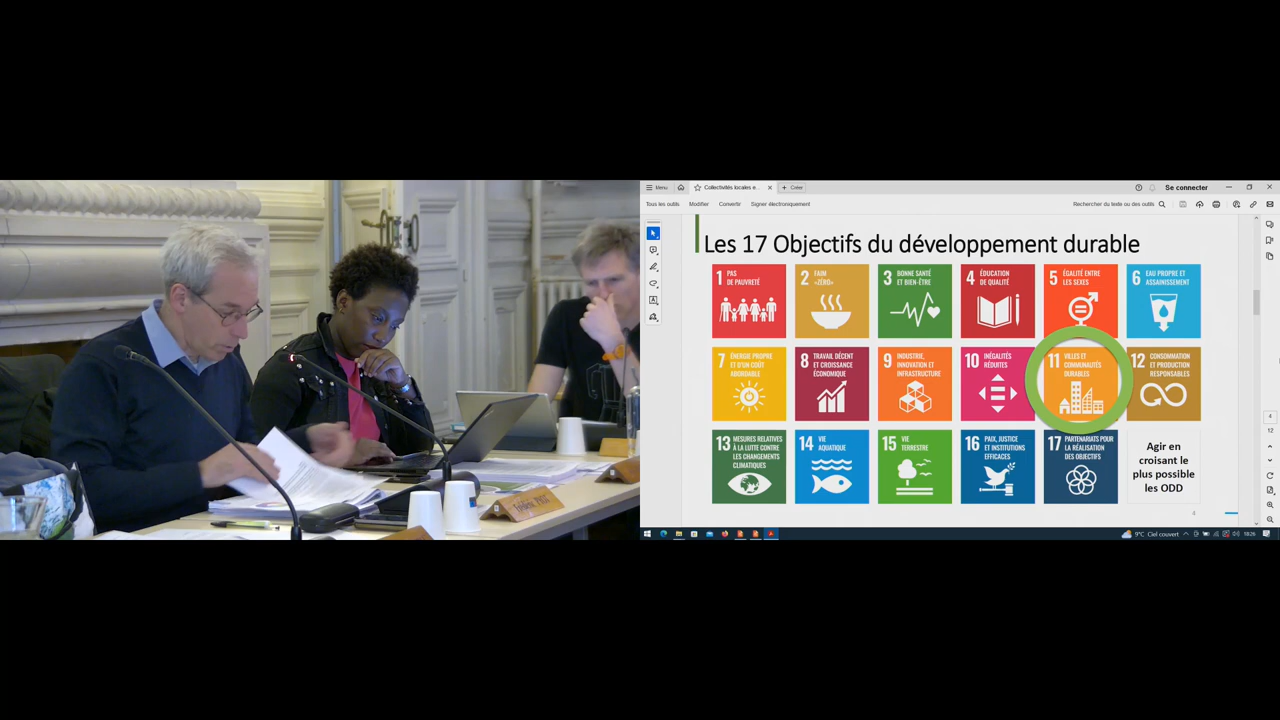 Menu
Collectivités locales e...
Créer
Se connecter
Tous les outils
Modifier
Convertir
Signer électroniquement
Rechercher du texte ou des outils
Les 17 Objectifs du développement durable
1 PAS
DE PAUVRETÉ
2 FAIM
«ZÉRO»
3 BONNE SANTÉ
ET BIEN-ÊTRE
4 ÉDUCATION
DE QUALITÉ
5 ÉGALITÉ ENTRE
LES SEXES
6 EAU PROPRE ET
ASSAINISSEMENT
7 ÉNERGIE PROPRE
ET D'UN COÛT
ABORDABLE
8 TRAVAIL DÉCENT
ET CROISSANCE
ÉCONOMIQUE
9 INDUSTRIE,
INNOVATION ET
INFRASTRUCTURE
10 INÉGALITÉS
RÉDUITES
11 VILLES ET
COMMUNAUTÉS
DURABLES
12 CONSOMMATION
ET PRODUCTION
RESPONSABLES
13 MESURES RELATIVES
À LA LUTTE CONTRE
LES CHANGEMENTS
CLIMATIQUES
14 VIE
AQUATIQUE
15 VIE
TERRESTRE
16 PAIX, JUSTICE
ET INSTITUTIONS
EFFICACES
17 PARTENARIATS POUR
LA RÉALISATION
DES OBJECTIFS
Agir en
croisant le
plus possible
les ODD
4
4
12
9°C Ciel couvert
18:26